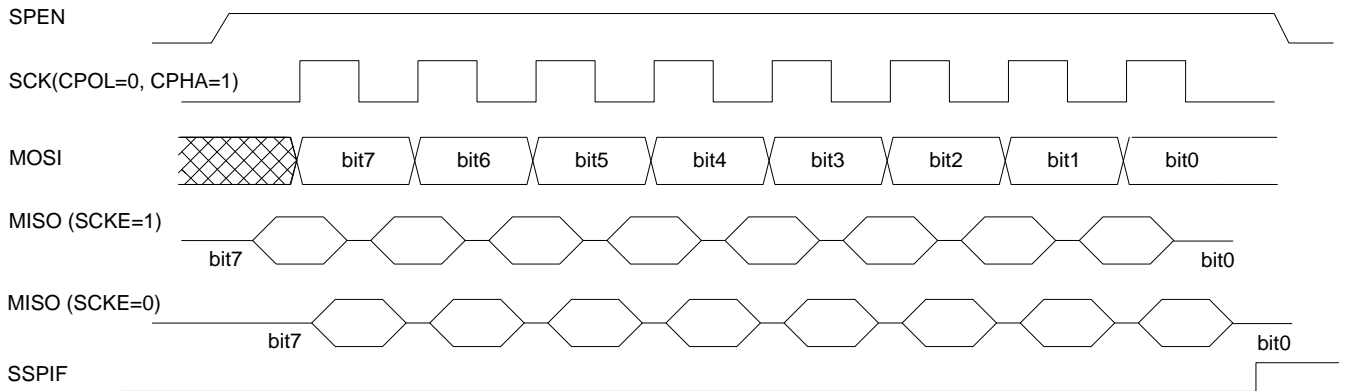 SPEN
SCK(CPOL=0, CPHA=1)
MOSI
bit7 bit6 bit5 bit4 bit3 bit2 bit1 bit0
MISO (SCKE=1)
bit7 bit0
MISO (SCKE=0)
bit7 bit0
SSPIF